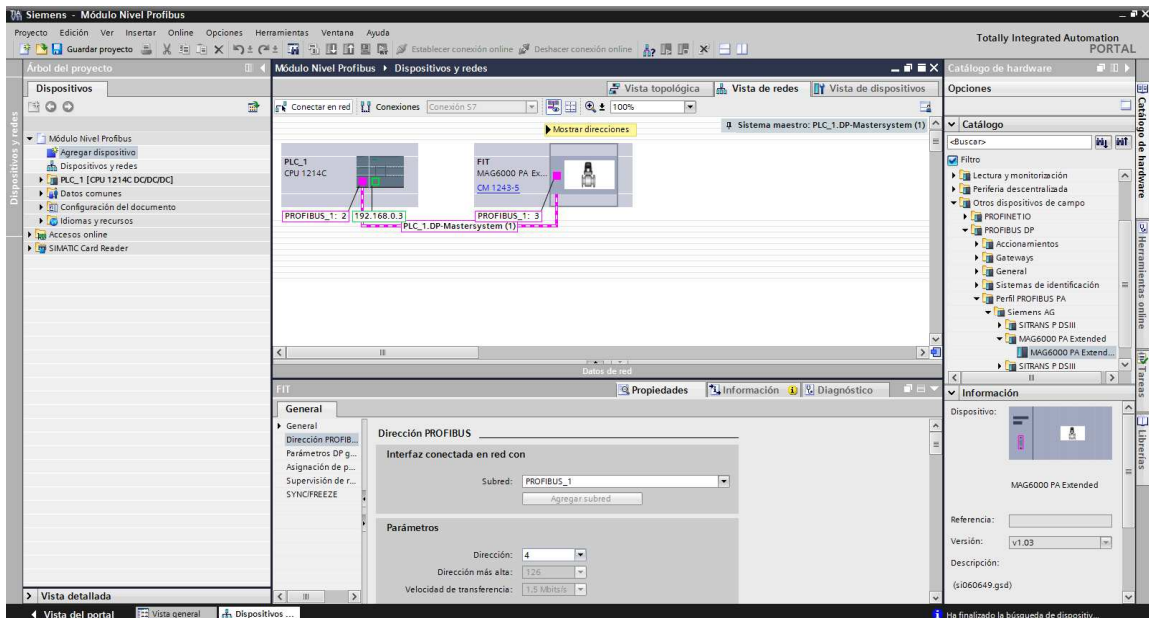 Siemens - Módulo Nivel Profibus
Proyecto Edición Ver Insertar Online Opciones Herramientas Ventana Ayuda
Guardar proyecto
Establecer conexión online
Deshacer conexión online
Totally Integrated Automation
PORTAL
Árbol del proyecto
Dispositivos
Dispositivos y redes
Módulo Nivel Profibus
Agregar dispositivo
Dispositivos y redes
PLC_1 [CPU 1214C DC/DC/DC]
Datos comunes
Configuración del documento
Idiomas y recursos
Accesos online
SIMATIC Card Reader
Vista detallada
Módulo Nivel Profibus Dispositivos y redes
Vista topológica
Vista de redes
Vista de dispositivos
Conectar en red
Conexiones
Conexión S7
100%
Mostrar direcciones
Sistema maestro: PLC_1.DP-Mastersystem (1)
PLC_1
CPU 1214C
FIT
MAG6000 PA Ex...
CM 1243-5
PROFIBUS_1: 2
192.168.0.3
PROFIBUS_1: 3
PLC_1.DP-Mastersystem (1)
Datos de red
FIT
Propiedades
Información
Diagnóstico
General
General
Dirección PROFIB...
Parámetros DP g...
Asignación de p...
Supervisión de r...
SYNC/FREEZE
Dirección PROFIBUS
Interfaz conectada en red con
Subred: PROFIBUS_1
Agregar subred
Parámetros
Dirección: 4
Dirección más alta: 126
Velocidad de transferencia: 1,5 Mbits/s
Catálogo de hardware
Opciones
Catálogo
<Buscar>
Filtro
Lectura y monitorización
Periferia descentralizada
Otros dispositivos de campo
PROFINET IO
PROFIBUS DP
Accionamientos
Gateways
General
Sistemas de identificación
Perfil PROFIBUS PA
Siemens AG
SITRANS P DSIII
MAG6000 PA Extended
MAG6000 PA Extend...
SITRANS P DSIII
Información
Dispositivo:
MAG6000 PA Extended
Referencia:
Versión: v1.03
Descripción:
(si060649.gsd)
Catálogo de hardware
Herramientas online
Tareas
Librerías
Vista del portal
Vista general
Dispositivos ...
Ha finalizado la búsqueda de dispositiv...